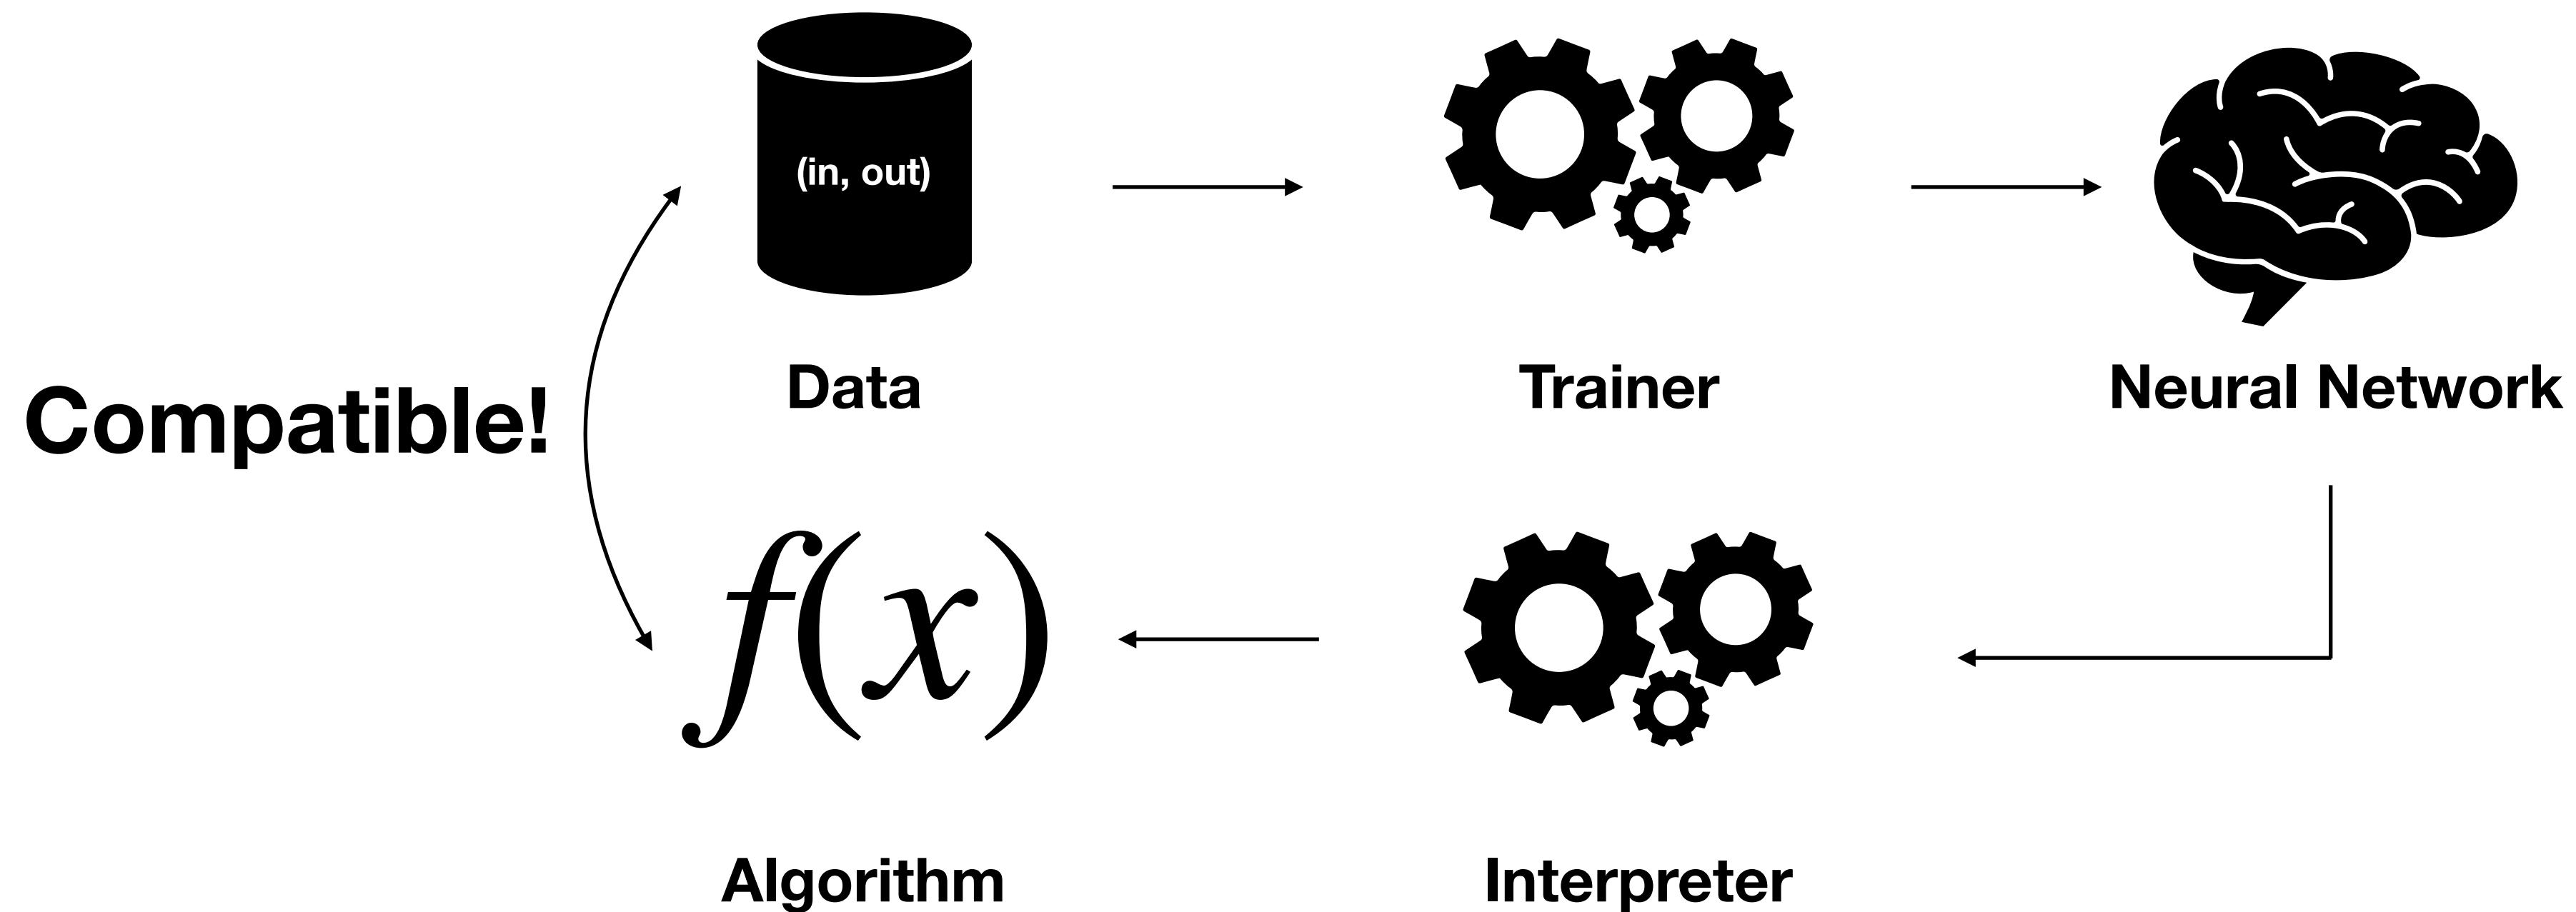 (in, out)
Data
Trainer
Neural Network
Compatible!
f(x)
Algorithm
Interpreter